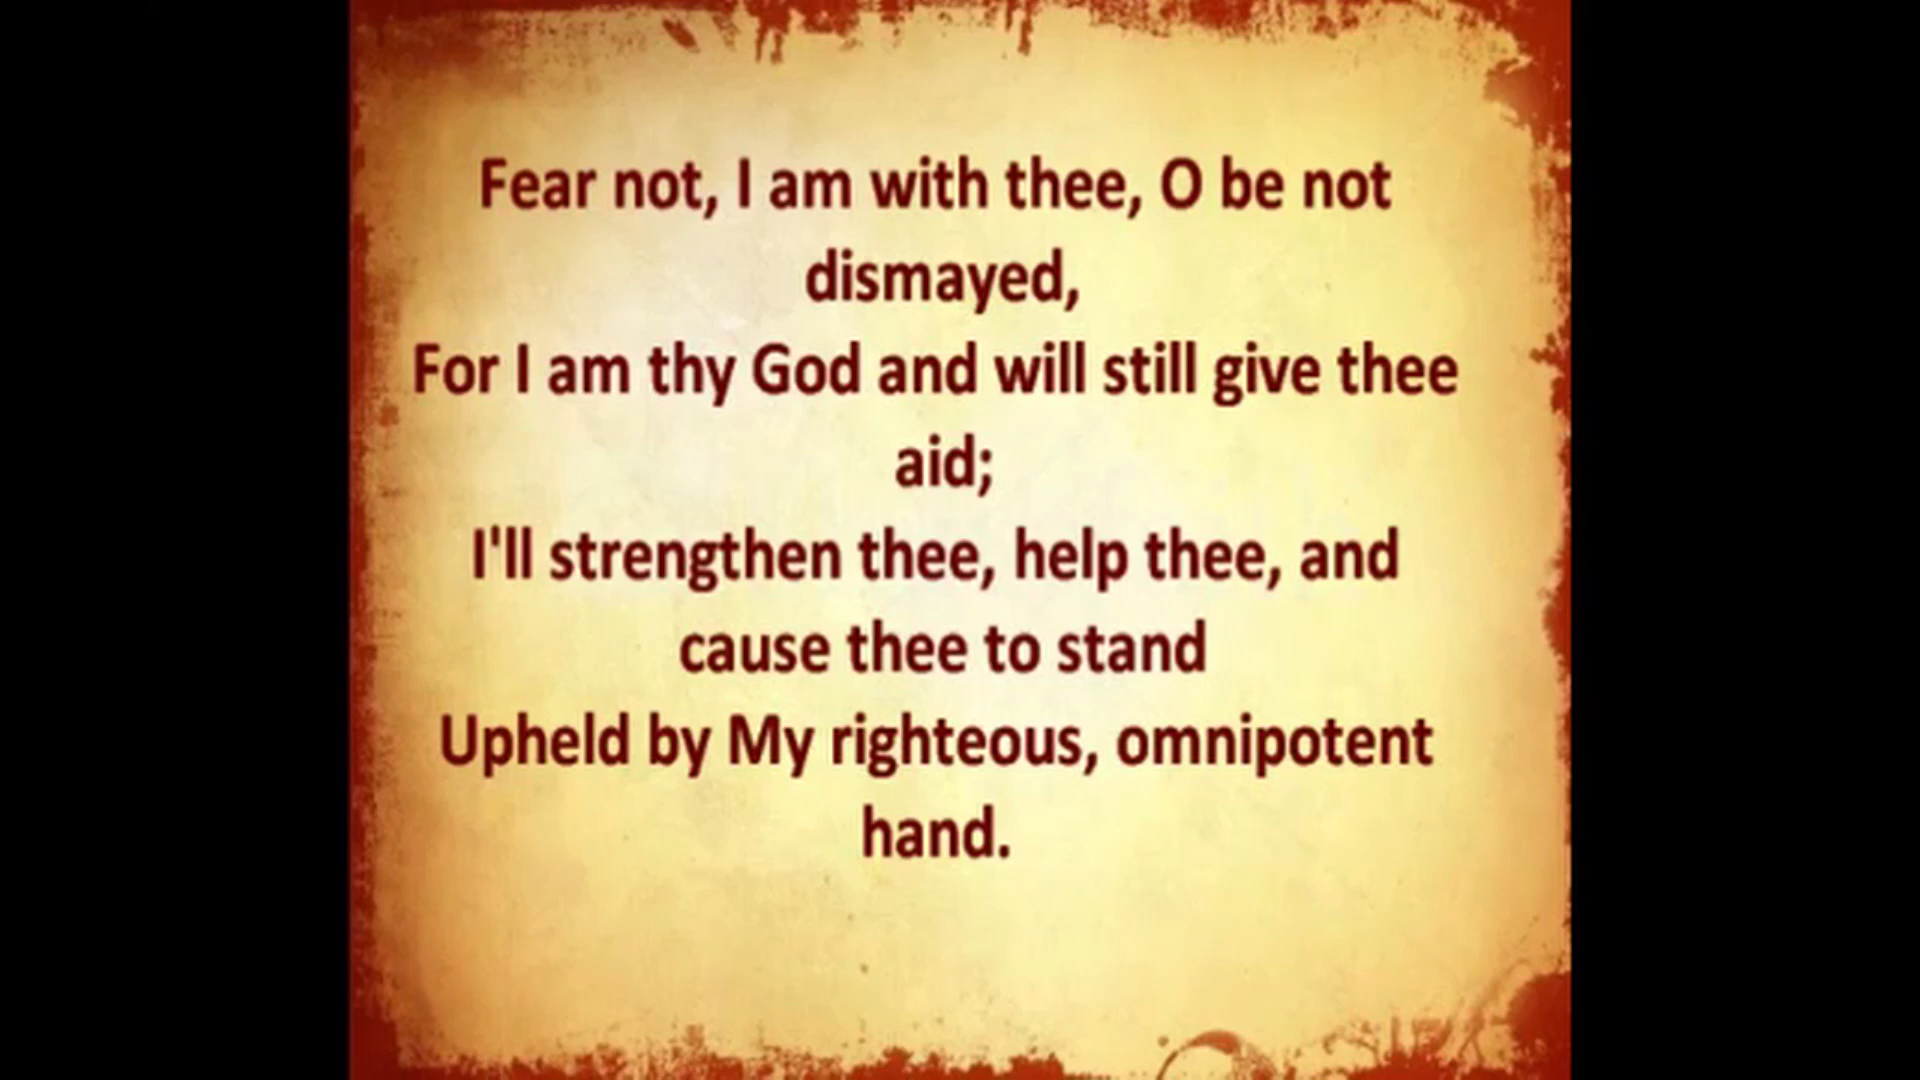 Fear not, I am with thee, O be not
dismayed,
For I am thy God and will still give thee
aid;
I'll strengthen thee, help thee, and
cause thee to stand
Upheld by My righteous, omnipotent
hand.